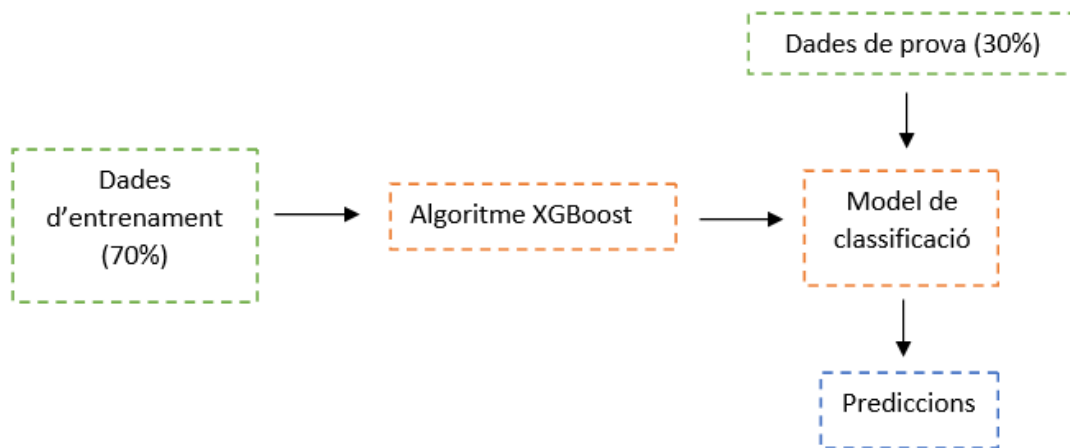 Dades de prova (30%)
Dades
d’entrenament
(70%)
Algoritme XGBoost
Model de
classificació
Prediccions